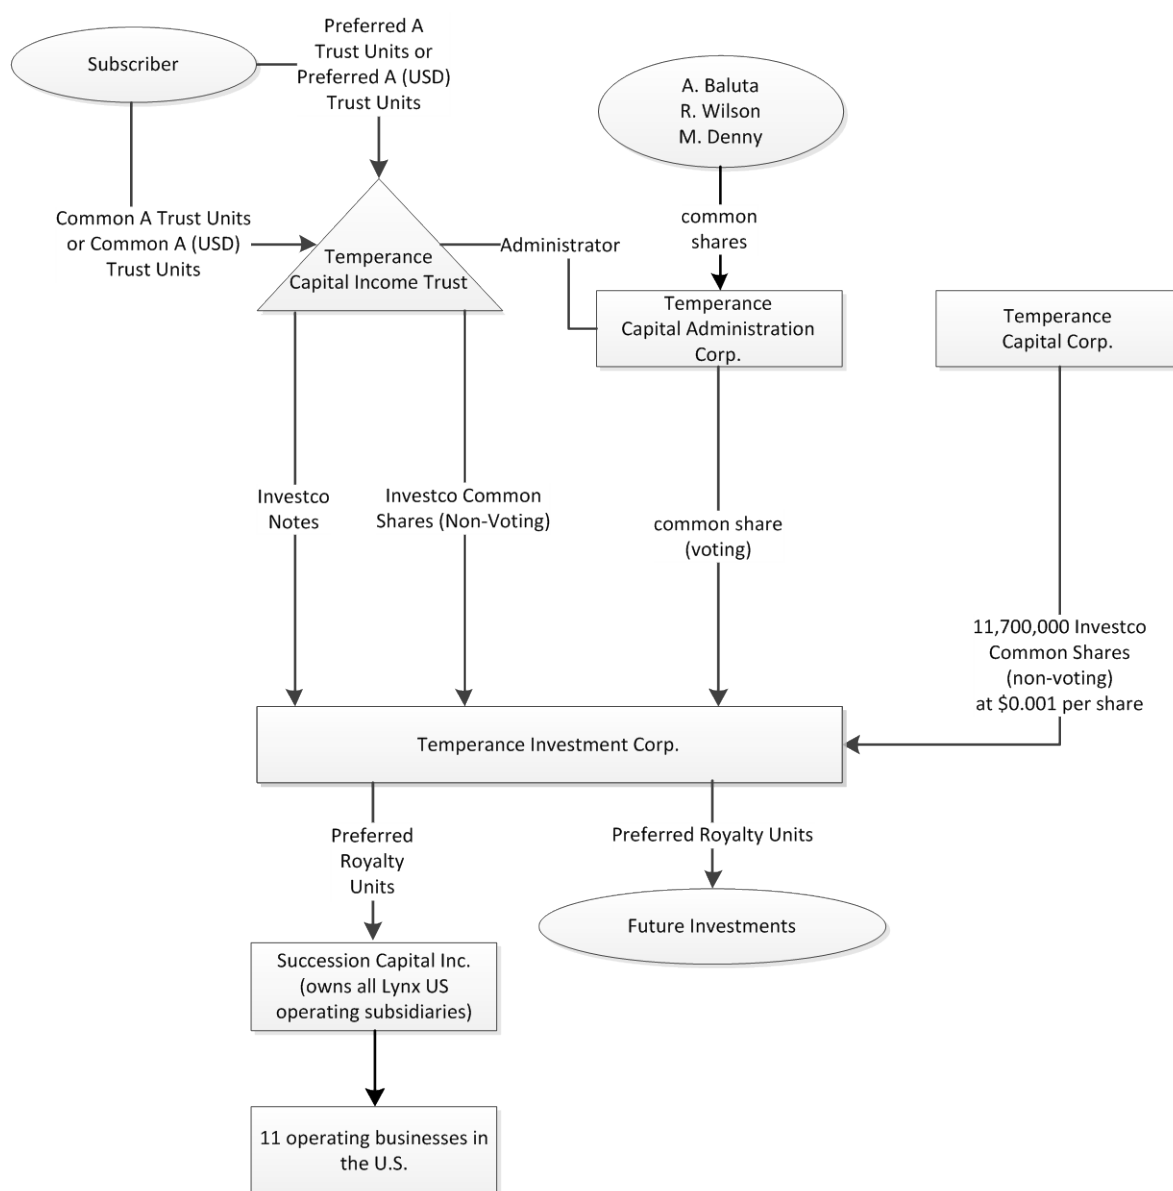 Subscriber
Preferred A
Trust Units or
Preferred A (USD)
Trust Units
A. Baluta
R. Wilson
M. Denny
Common A Trust Units
or Common A (USD)
Trust Units
Temperance
Capital Income Trust
Administrator
common
shares
Temperance
Capital Administration
Corp.
Temperance
Capital Corp.
Investco
Notes
Investco Common
Shares (Non-Voting)
common share
(voting)
11,700,000 Investco
Common Shares
(non-voting)
at $0.001 per share
Temperance Investment Corp.
Preferred
Royalty
Units
Preferred Royalty Units
Future Investments
Succession Capital Inc.
(owns all Lynx US
operating subsidiaries)
11 operating businesses in
the U.S.